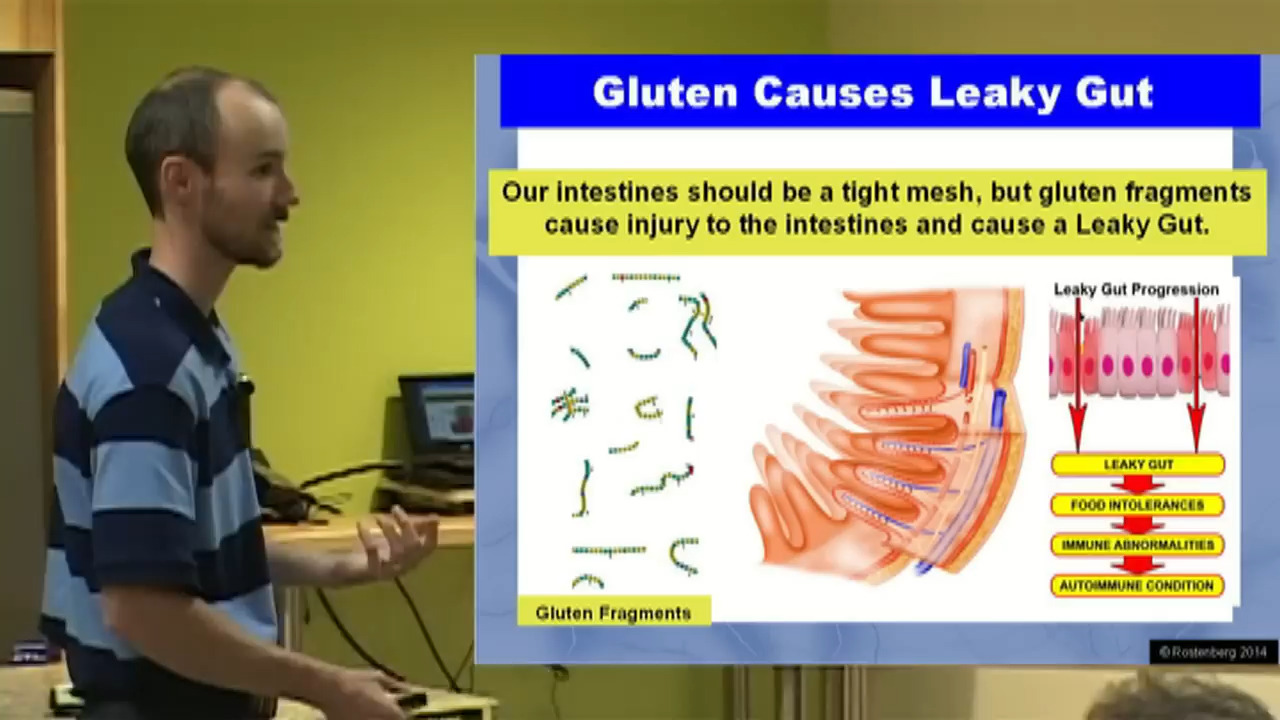 Gluten Causes Leaky Gut
Our intestines should be a tight mesh, but gluten fragments
cause injury to the intestines and cause a Leaky Gut.
Leaky Gut Progression
LEAKY GUT
FOOD INTOLERANCES
IMMUNE ABNORMALITIES
AUTOIMMUNE CONDITION
Gluten Fragments
© Rostenberg 2014